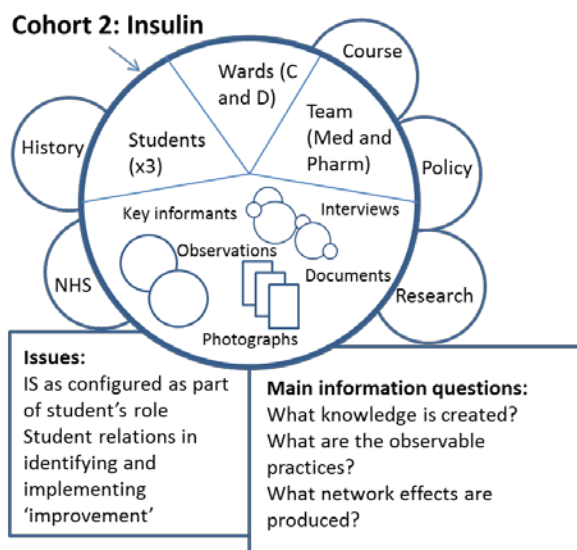 Cohort 2: Insulin
Course
Wards (C
and D)
Team
(Med and
Pharm)
Students
(x3)
History
Policy
Key informants
Interviews
Observations
NHS
Documents
Research
Photographs
Issues:
IS as configured as part
of student’s role
Student relations in
identifying and
implementing
‘improvement’
Main information questions:
What knowledge is created?
What are the observable
practices?
What network effects are
produced?